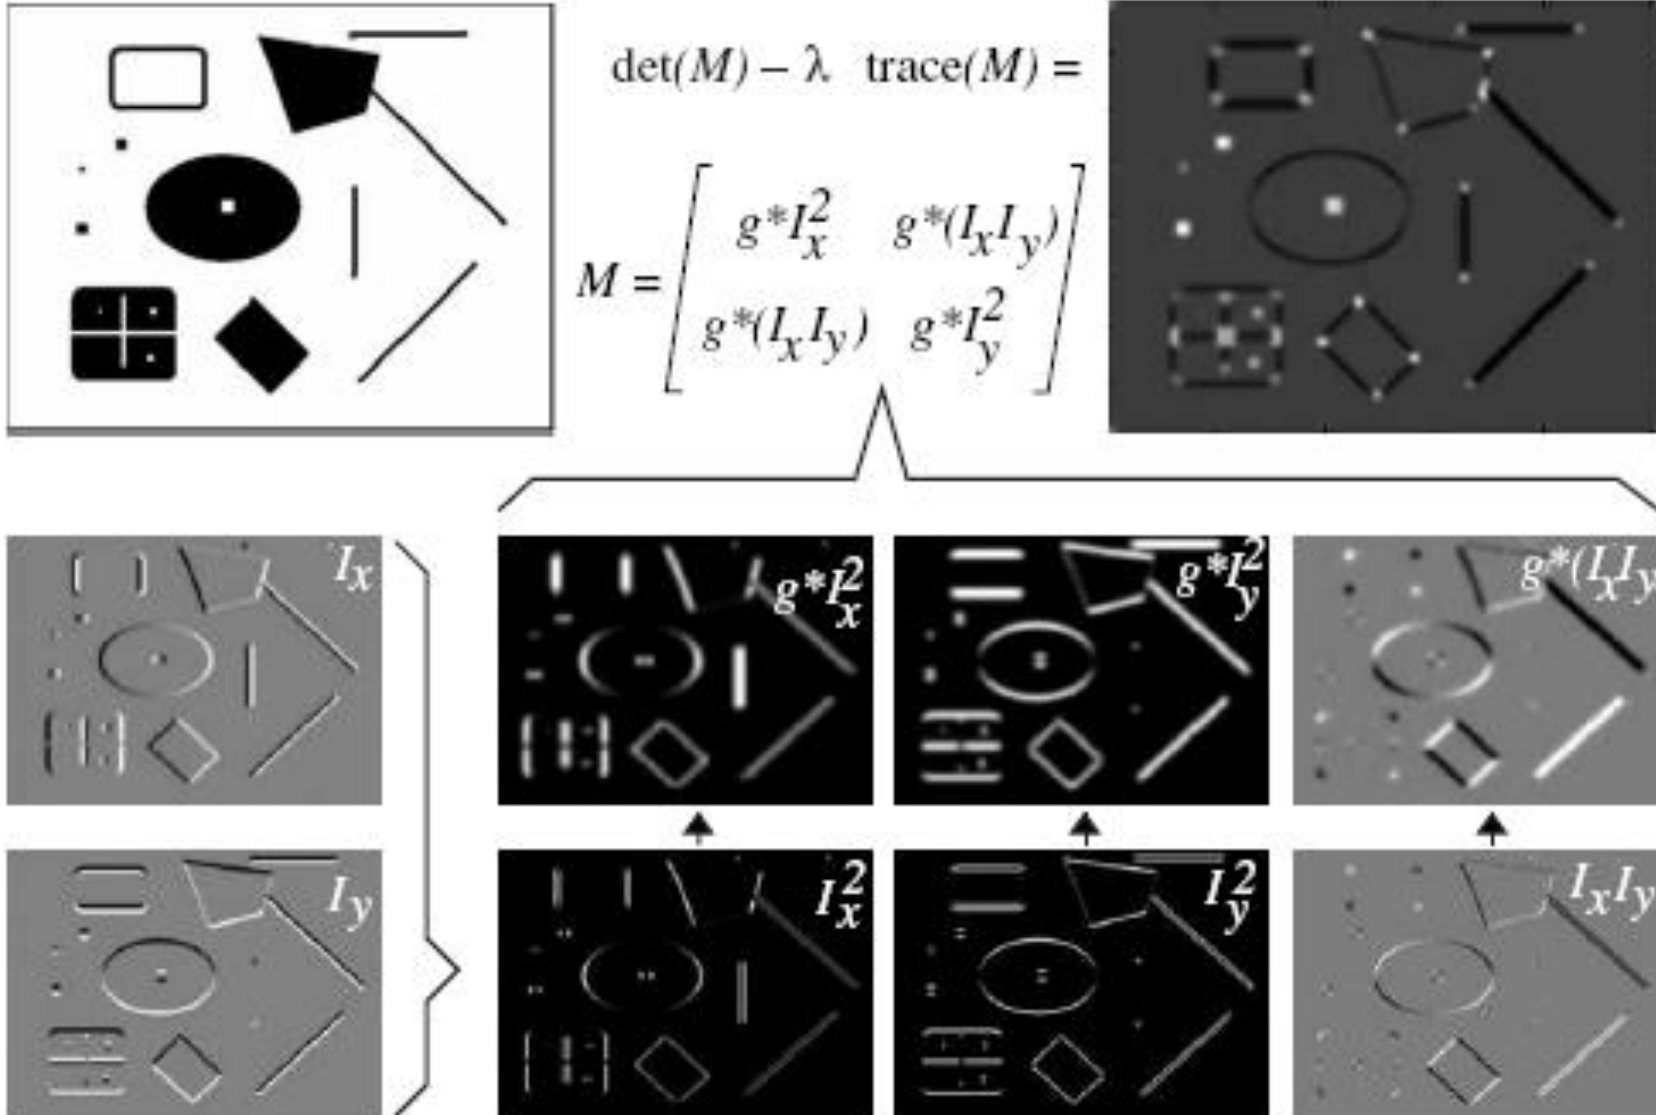 det(M) – λ trace(M) =
M = [ g*I_x^2 g*(I_xI_y)
g*(I_xI_y) g*I_y^2 ]
I_x
g*I_x^2
g*I_y^2
g*(I_xI_y
I_y
I_x^2
I_y^2
I_xI_y